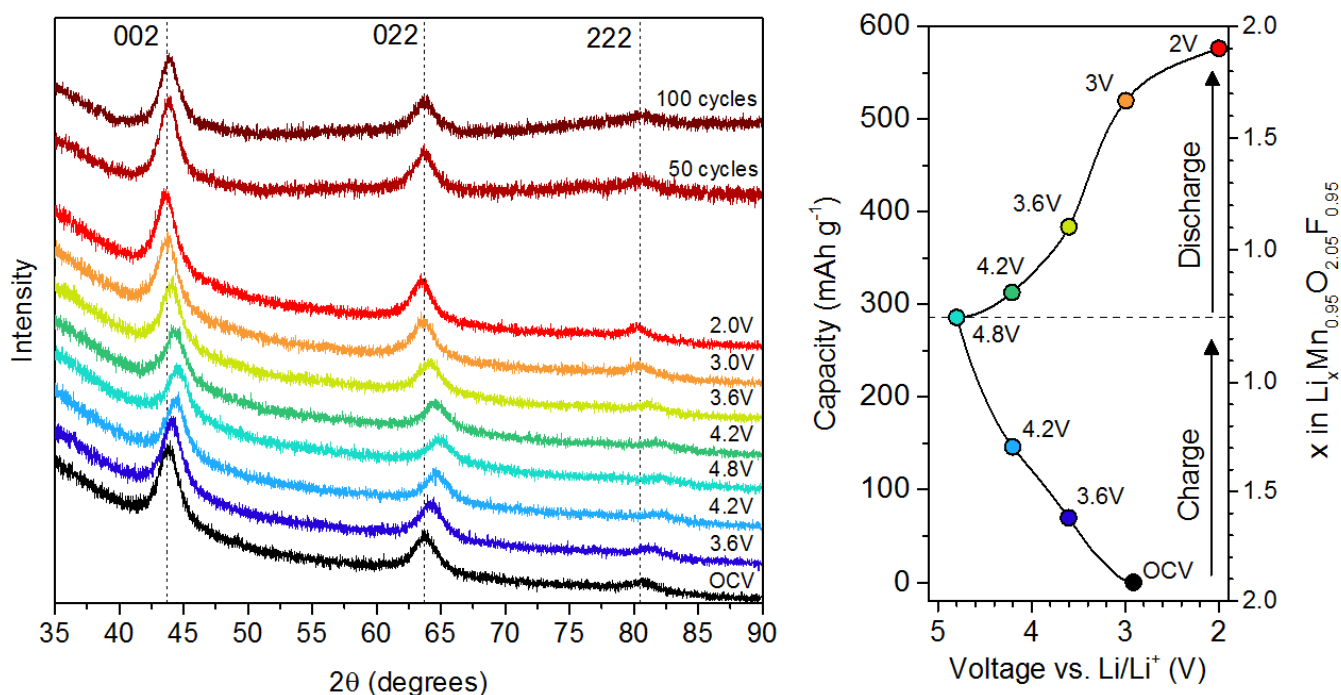 002
022
222
100 cycles
50 cycles
2.0V
3.0V
3.6V
4.2V
4.8V
4.2V
3.6V
OCV
Intensity
35 40 45 50 55 60 65 70 75 80 85 90
2θ (degrees)
600
500
400
300
200
100
0
Capacity (mAh g⁻¹)
2V
3V
3.6V
4.2V
4.8V
4.2V
3.6V
OCV
Discharge
Charge
2.0
1.5
1.0
1.0
1.5
2.0
x in LiₓMn₀.₉₅O₂.₀₅F₀.₉₅
5 4 3 2
Voltage vs. Li/Li⁺ (V)